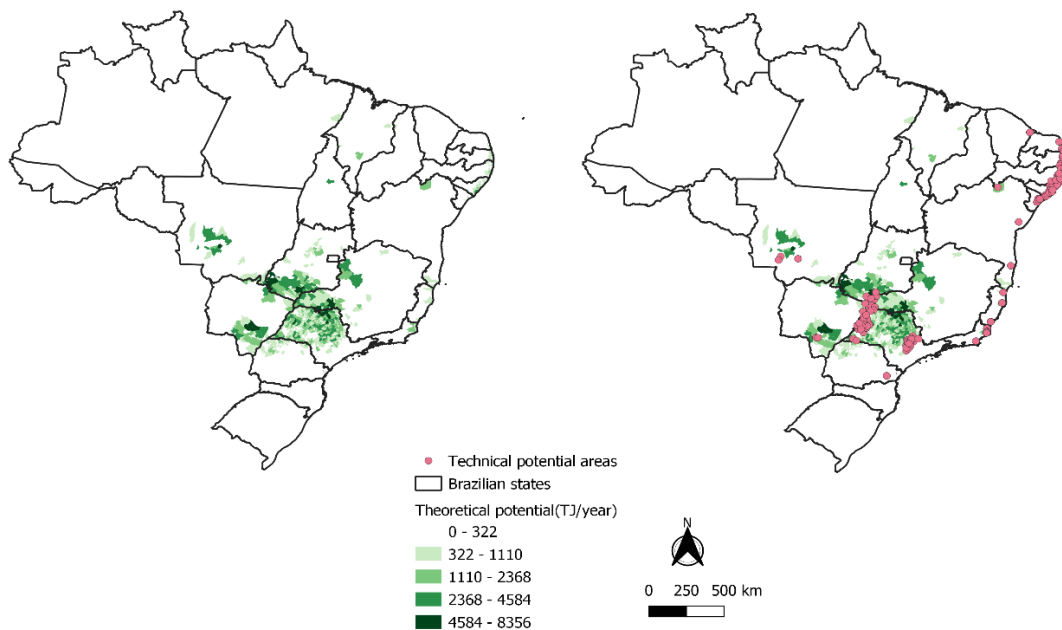 Technical potential areas
Brazilian states
Theoretical potential(TJ/year)
0 - 322
322 - 1110
1110 - 2368
2368 - 4584
4584 - 8356
N
0 250 500 km